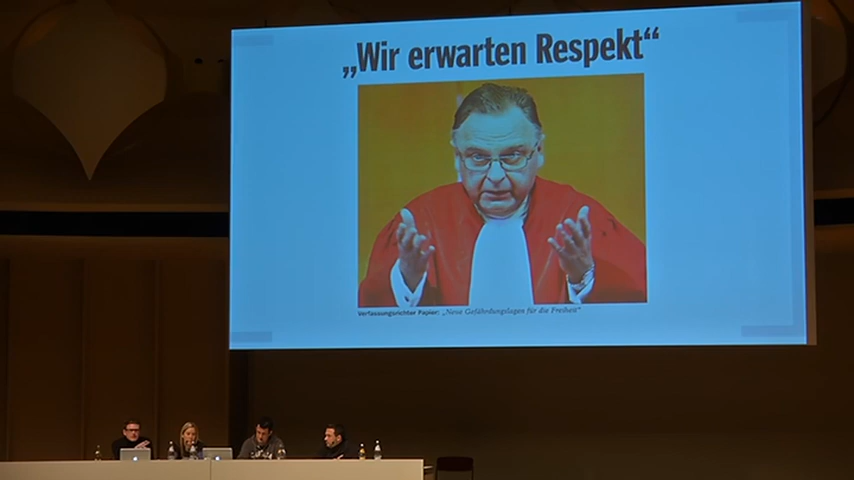 „Wir erwarten Respekt“
Verfassungsrichter Papier: „Neue Gefährdungslagen für die Freiheit“